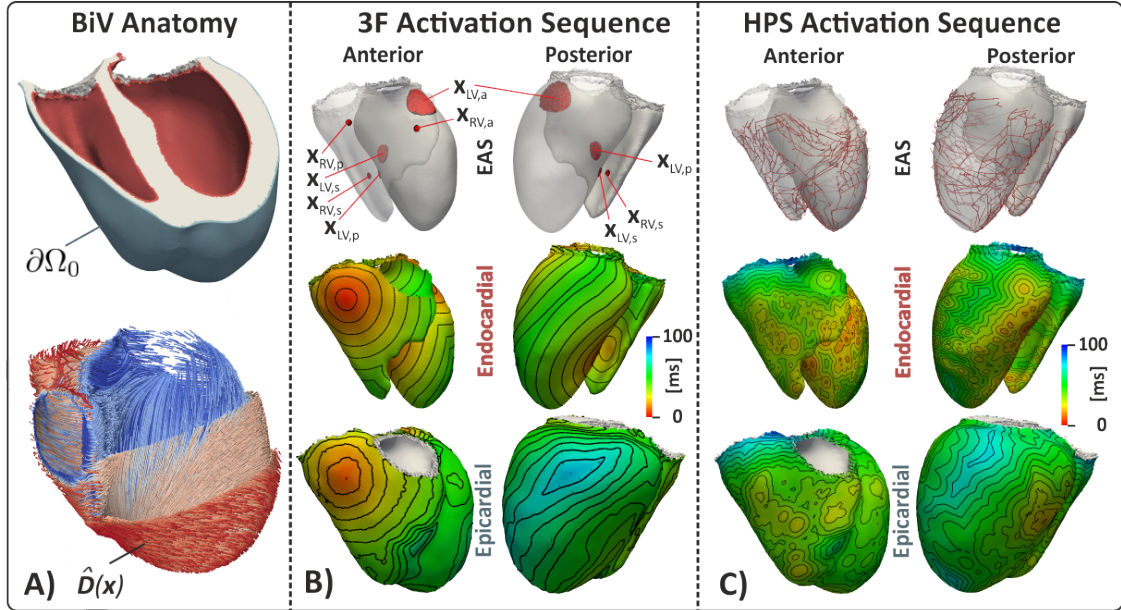 BiV Anatomy
∂Ω₀
D̂(x)
A)
3F Activation Sequence
Anterior
Posterior
x_LV,a
x_RV,a
x_RV,p
x_LV,s
x_RV,s
x_LV,p
EAS
x_LV,p
x_RV,s
x_LV,s
Endocardial
100
[ms]
0
Epicardial
B)
HPS Activation Sequence
Anterior
Posterior
EAS
Endocardial
100
[ms]
0
Epicardial
C)